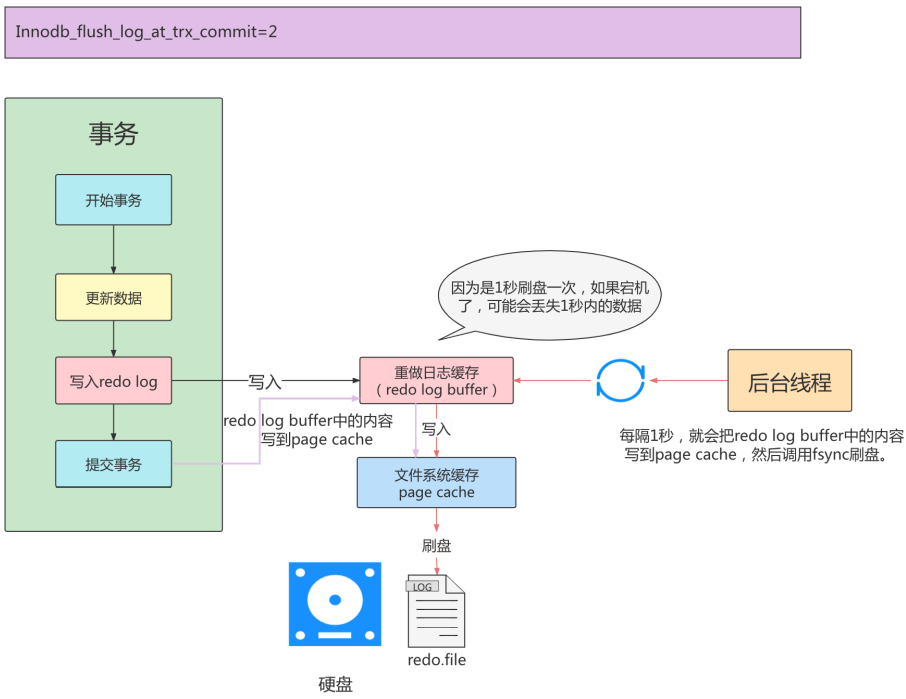 Innodb_flush_log_at_trx_commit=2
事务
开始事务
更新数据
写入redo log
提交事务
写入
redo log buffer中的内容
写到page cache
因为是1秒刷盘一次，如果宕机
了，可能会丢失1秒内的数据
重做日志缓存
（ redo log buffer ）
写入
文件系统缓存
page cache
刷盘
LOG
redo.file
硬盘
后台线程
每隔1秒，就会把redo log buffer中的内容
写到page cache，然后调用fsync刷盘。